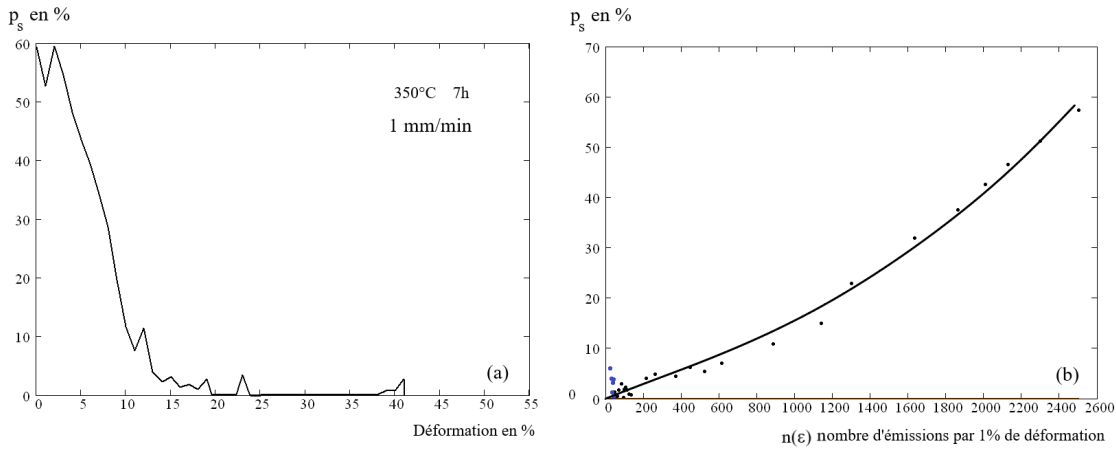 p_s en %
60
50
40
30
20
10
0
0 5 10 15 20 25 30 35 40 45 50 55
350°C 7h
1 mm/min
(a)
Déformation en %
p_s en %
70
60
50
40
30
20
10
0
0 200 400 600 800 1000 1200 1400 1600 1800 2000 2200 2400 2600
(b)
n(ε) nombre d'émissions par 1% de déformation